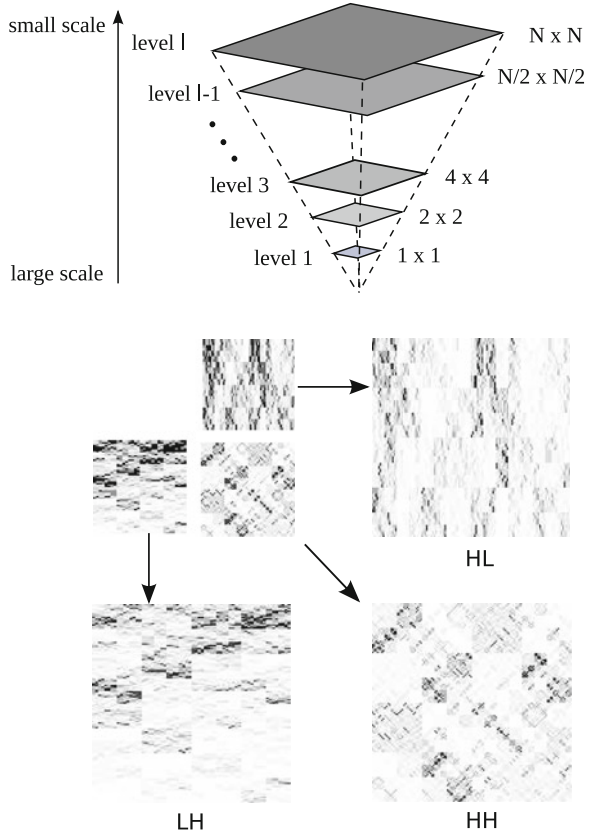 small scale
level l
N x N
level l-1
N/2 x N/2
level 3
4 x 4
level 2
2 x 2
level 1
1 x 1
large scale
HL
LH
HH